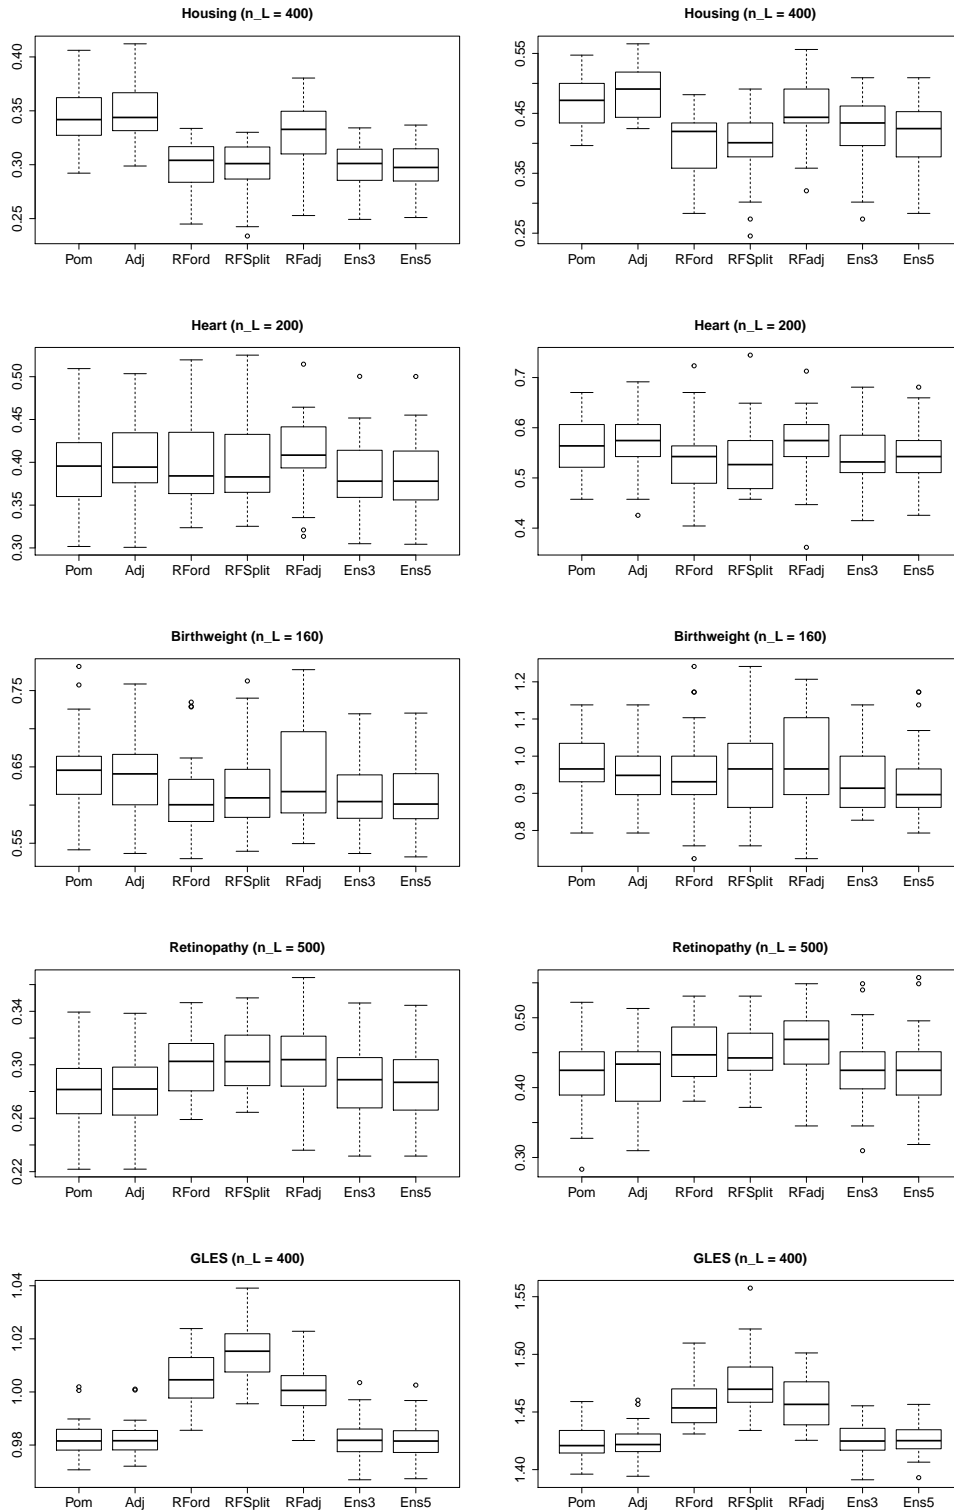 Housing (n_L = 400)
0.40
0.35
0.30
0.25
Pom Adj RFord RFSplit RFadj Ens3 Ens5
Housing (n_L = 400)
0.55
0.45
0.35
0.25
Pom Adj RFord RFSplit RFadj Ens3 Ens5
Heart (n_L = 200)
0.50
0.45
0.40
0.35
0.30
Pom Adj RFord RFSplit RFadj Ens3 Ens5
Heart (n_L = 200)
0.7
0.6
0.5
0.4
Pom Adj RFord RFSplit RFadj Ens3 Ens5
Birthweight (n_L = 160)
0.75
0.65
0.55
Pom Adj RFord RFSplit RFadj Ens3 Ens5
Birthweight (n_L = 160)
1.2
1.1
1.0
0.9
0.8
Pom Adj RFord RFSplit RFadj Ens3 Ens5
Retinopathy (n_L = 500)
0.34
0.30
0.26
0.22
Pom Adj RFord RFSplit RFadj Ens3 Ens5
Retinopathy (n_L = 500)
0.50
0.40
0.30
Pom Adj RFord RFSplit RFadj Ens3 Ens5
GLES (n_L = 400)
1.04
1.02
1.00
0.98
Pom Adj RFord RFSplit RFadj Ens3 Ens5
GLES (n_L = 400)
1.55
1.50
1.45
1.40
Pom Adj RFord RFSplit RFadj Ens3 Ens5